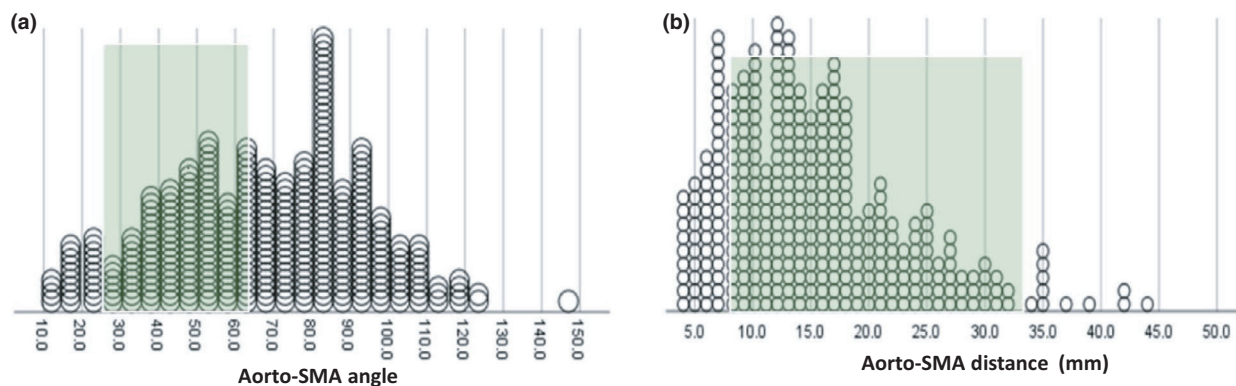 (a)
(b)
10.0 20.0 30.0 40.0 50.0 60.0 70.0 80.0 90.0 100.0 110.0 120.0 130.0 140.0 150.0
5.0 10.0 15.0 20.0 25.0 30.0 35.0 40.0 45.0 50.0
Aorto-SMA angle
Aorto-SMA distance (mm)